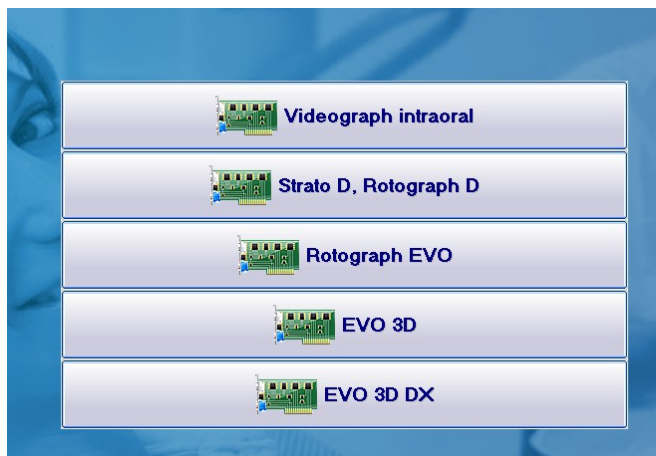 Videograph intraoral
Strato D, Rotograph D
Rotograph EVO
EVO 3D
EVO 3D DX